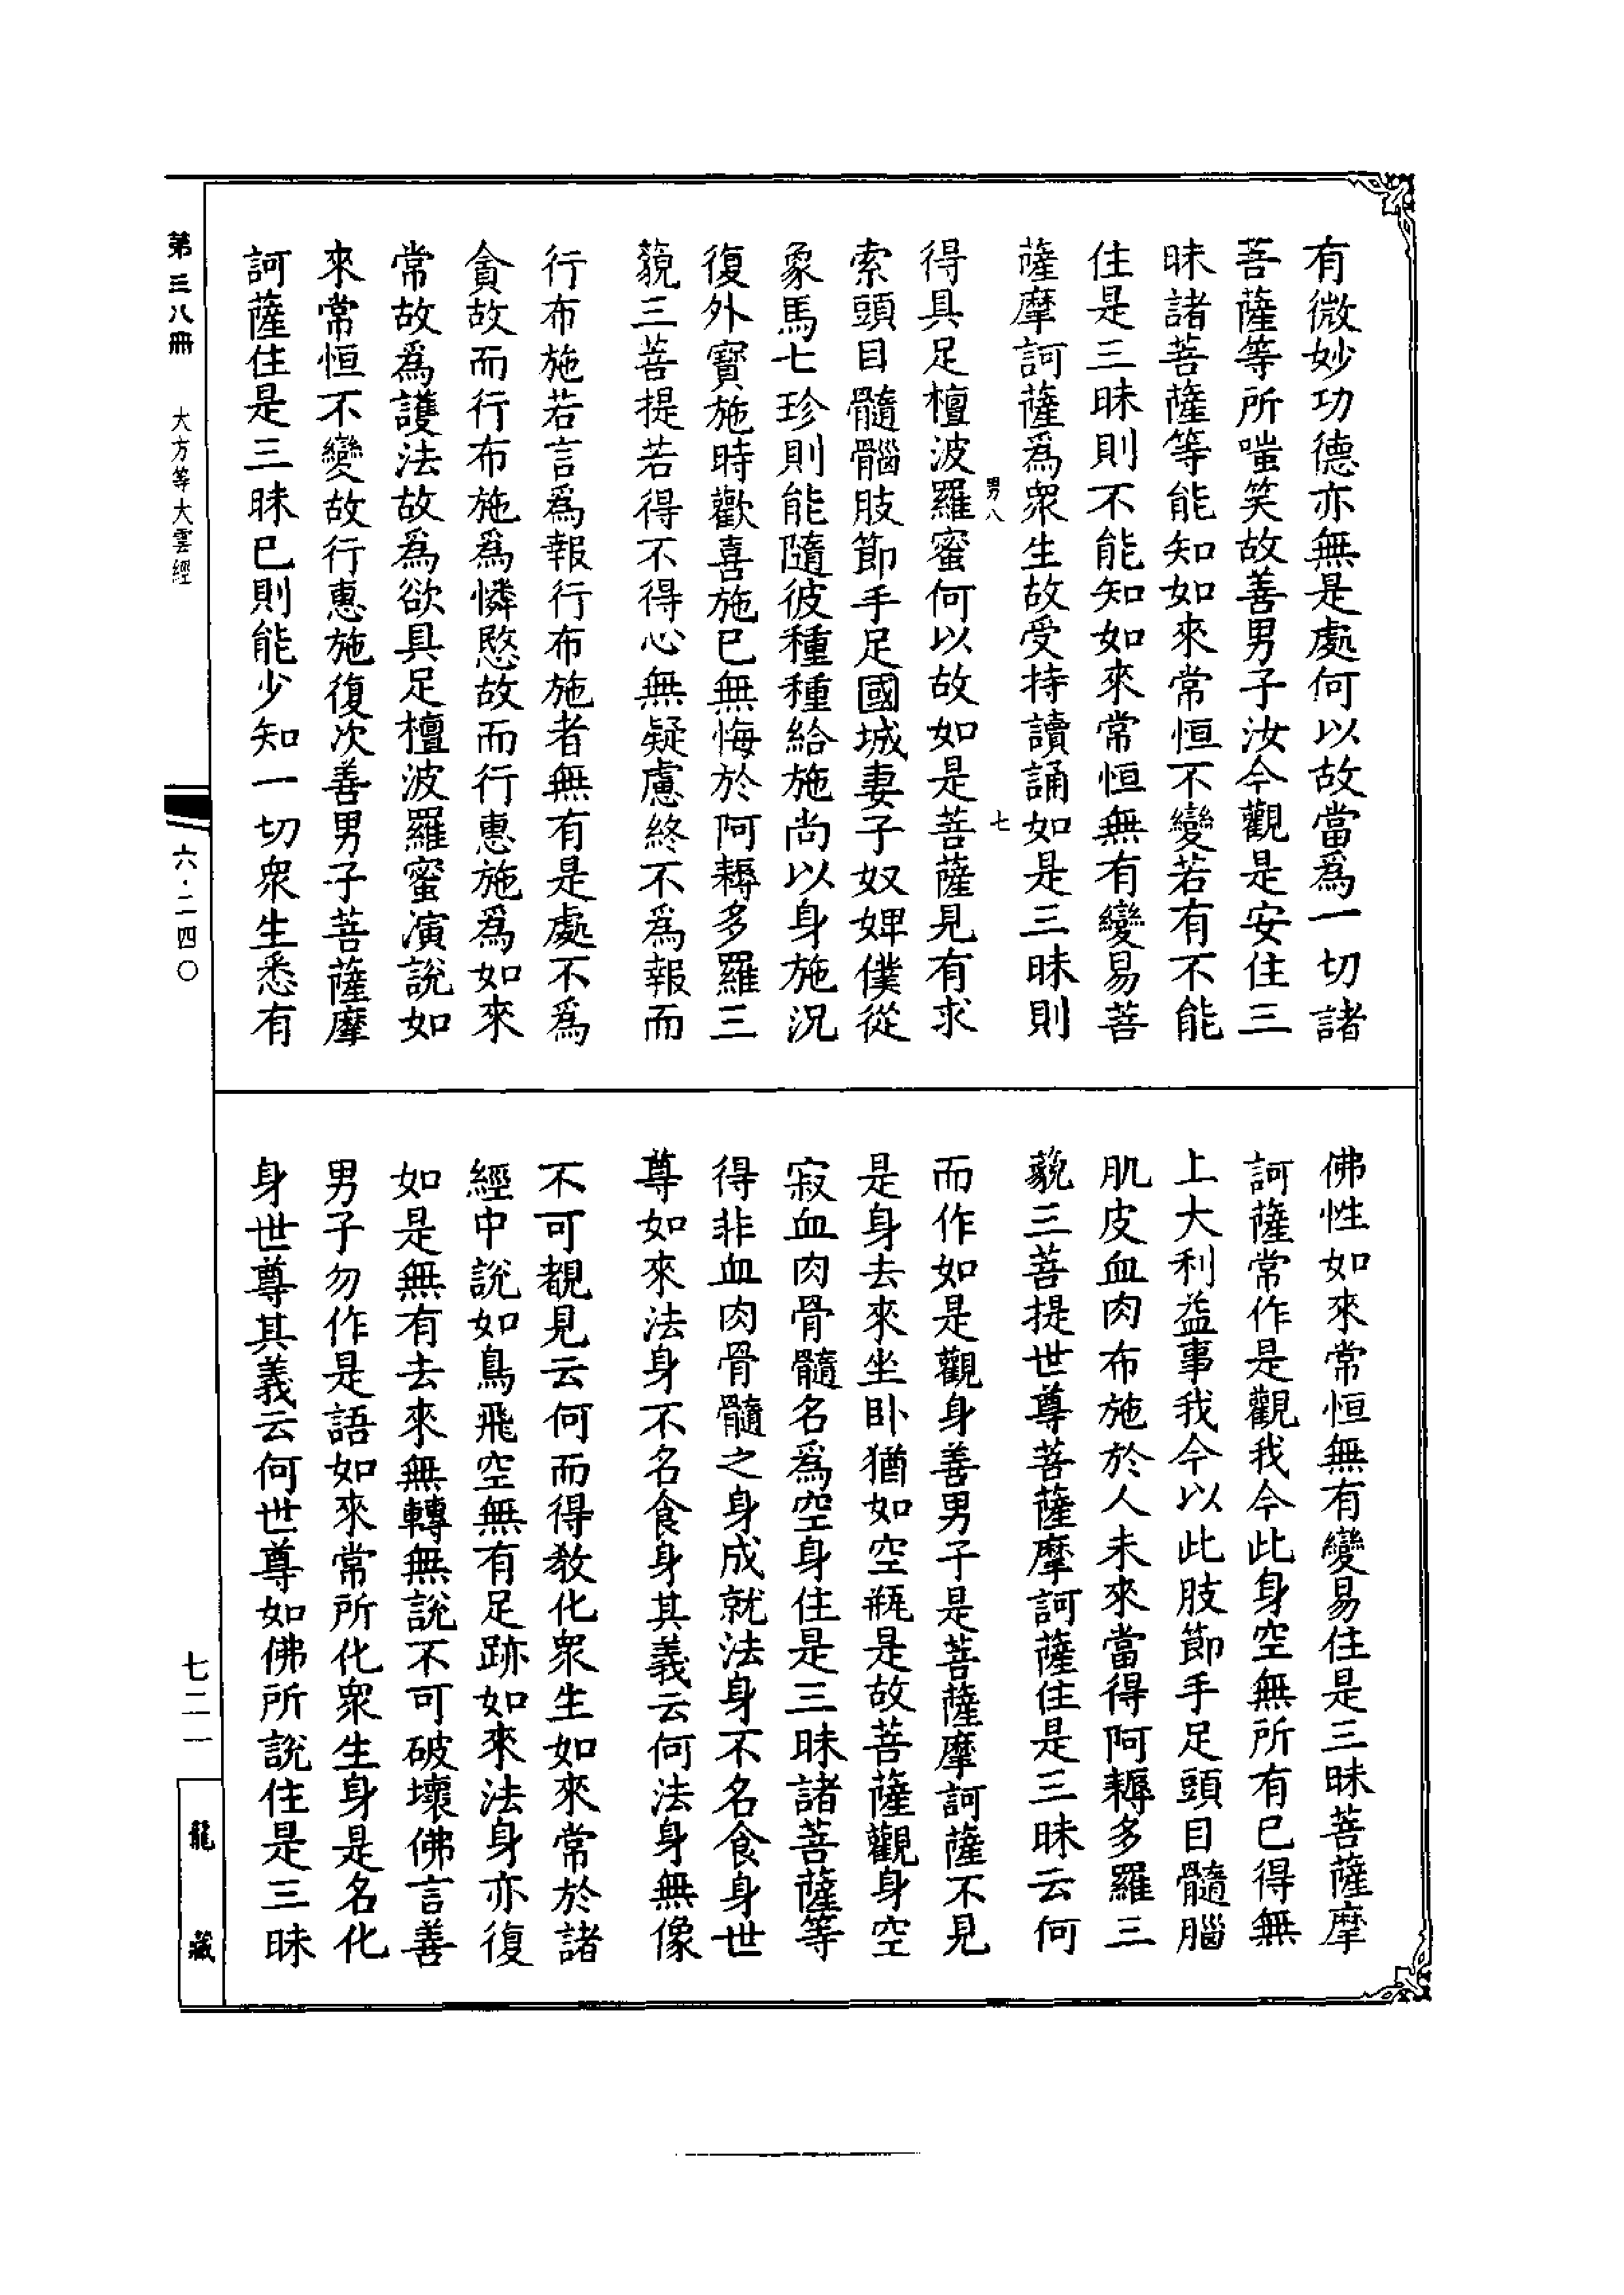 有微妙功德亦無是處何以故當爲一切諸
菩薩等所嗤笑故善男子汝今觀是安住三
昧諸菩薩等能知如來常恒不變若有不能
住是三昧則不能知如來常恒無有變易菩
薩摩訶薩爲衆生故受持讀誦如是三昧則
男八
七
得具足檀波羅蜜何以故如是菩薩見有求
索頭目髓腦肢節手足國城妻子奴婢僕從
象馬七珍則能隨彼種種給施尚以身施況
復外寶施時歡喜施已無悔於阿耨多羅三
藐三菩提若得不得心無疑慮終不爲報而
行布施若言爲報行布施者無有是處不爲
貪故而行布施爲憐愍故而行惠施爲如來
常故爲護法故爲欲具足檀波羅蜜演說如
來常恒不變故行惠施復次善男子菩薩摩
訶薩住是三昧已則能少知一切衆生悉有
佛性如來常恒無有變易住是三昧菩薩摩
訶薩常作是觀我今此身空無所有已得無
上大利益事我今以此肢節手足頭目髓腦
肌皮血肉布施於人未來當得阿耨多羅三
藐三菩提世尊菩薩摩訶薩住是三昧云何
而作如是觀身善男子是菩薩摩訶薩不見
是身去來坐臥猶如空瓶是故菩薩觀身空
寂血肉骨髓名爲空身住是三昧諸菩薩等
得非血肉骨髓之身成就法身不名食身世
尊如來法身不名食身其義云何法身無像
不可覩見云何而得教化衆生如來常於諸
經中說如鳥飛空無有足跡如來法身亦復
如是無有去來無轉無說不可破壞佛言善
男子勿作是語如來常所化衆生身是名化
身世尊其義云何世尊如佛所說住是三昧
第三八冊
大方等大雲經
六·二四〇
七二一
龍藏